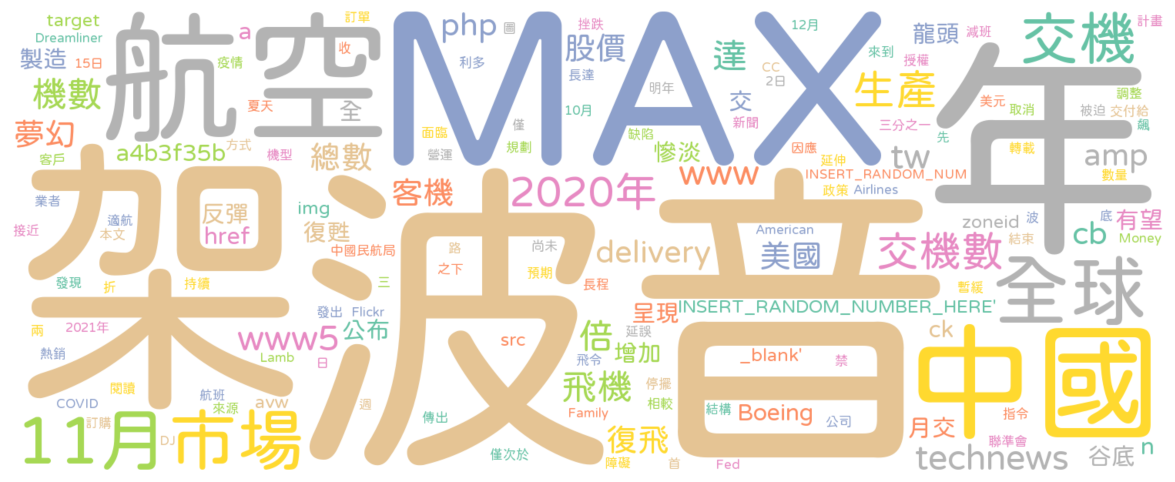 target
Dreamliner
製造
15日
機數
夢幻
客戶
航空
疫情
a
訂單
收
夏天
全
a4b3f35b
方式
機型
總數
MAX
php
圖
利多
挫跌
股價
長達
10月
僅
面臨
營運
規劃
明年
缺陷
慘淡
達
交
新聞
CC
2日
12月
因應
延伸
政策
INSERT_RANDOM_NUM
Airlines
來到
授權
三分之一
生產
龍頭
減班
美元
先
tw
交機
計畫
調整
取消
被迫
交付給
飆
轉載
amp
數量
年
架
業者
適航
本文
接近
發現
折
持續
兩
2021年
熱銷
反彈
href
img
復甦
中國民航局
客機
2020年
www
路
之下
尚未
預期
三
長程
delivery
American
美國
交機數
zoneid
波
結束
底
cb
有望
Money
全球
暫緩
波音
INSERT_RANDOM_NUMBER_HERE'
呈現
發出
Flickr
公布
www5
日
Lamb
src
倍
延誤
增加
飛令
飛機
停擺
相較
_blank'
禁
ck
中國
閱讀
COVID
訂購
航班
來源
avw
週
傳出
僅次於
Family
復飛
障礙
首
結構
Boeing
公司
Fed
月交
指令
聯準會
11月
市場
DJ
technews
谷底
n